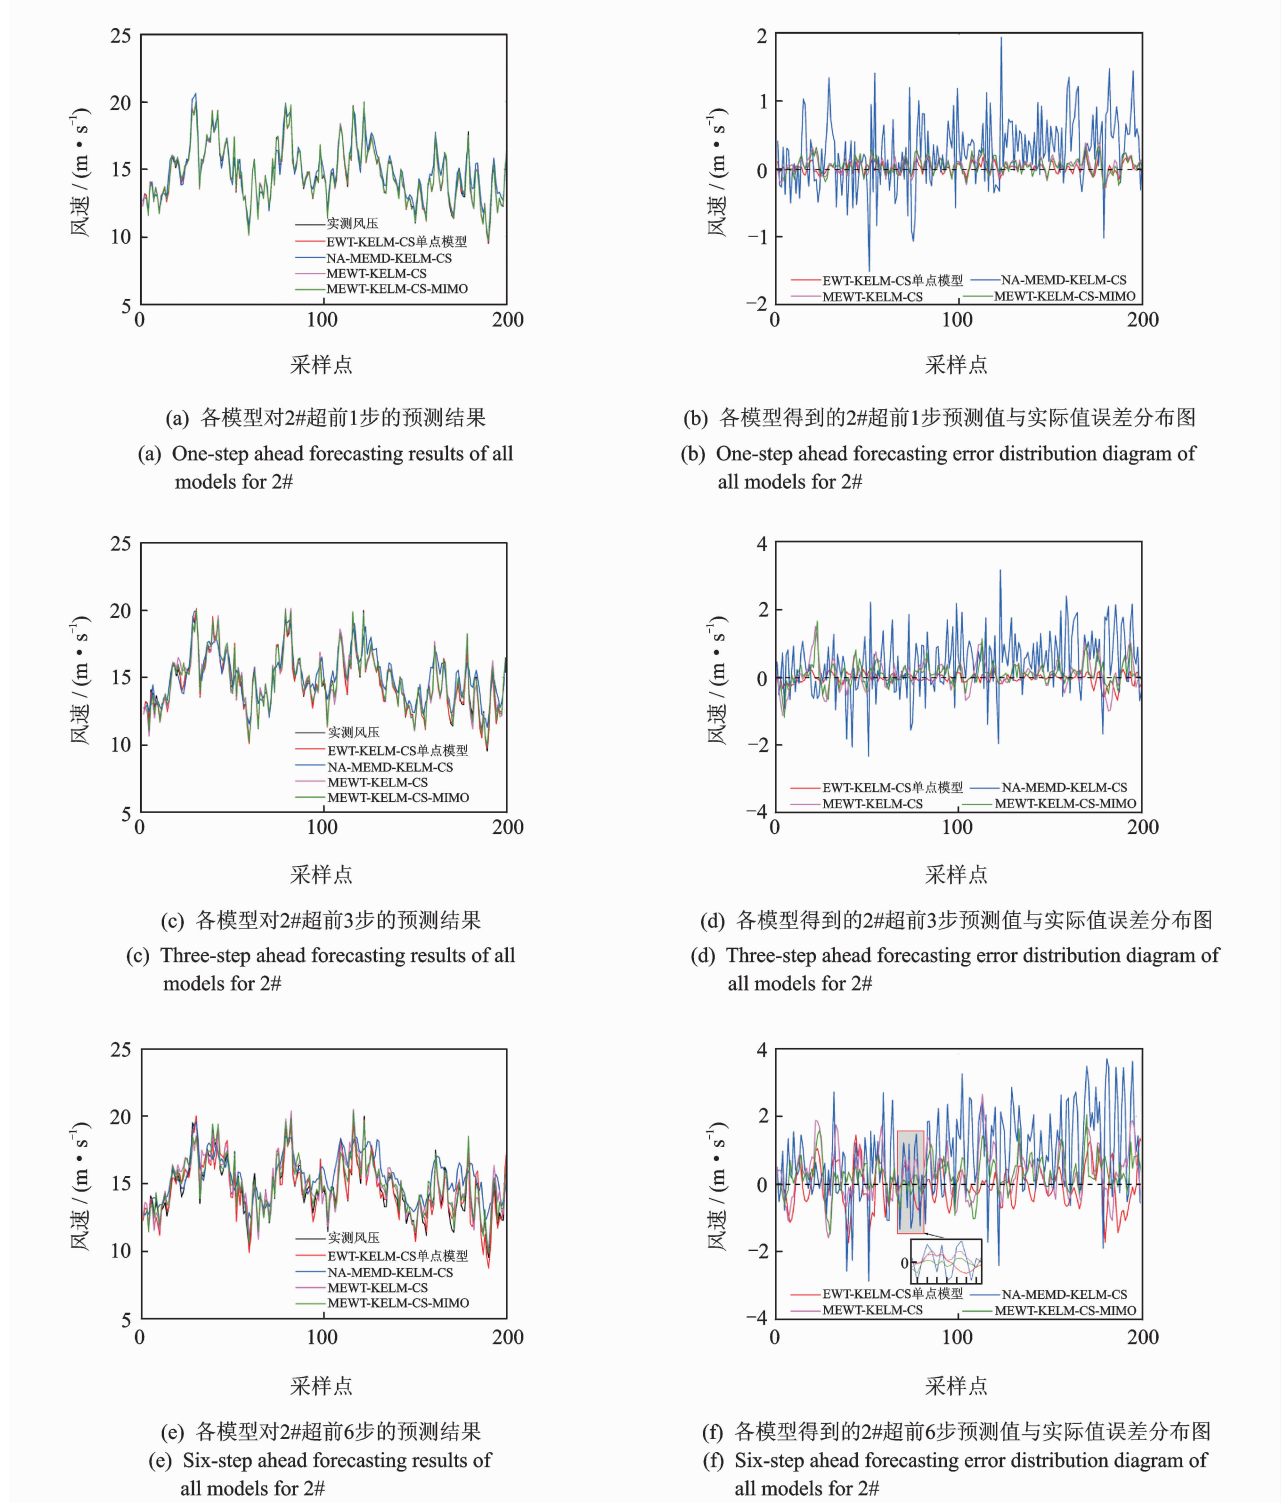 25
20
15
10
5
0
100
200
风速 / (m • s⁻¹)
实测风压
EWT-KELM-CS单点模型
NA-MEMD-KELM-CS
MEWT-KELM-CS
MEWT-KELM-CS-MIMO
采样点
2
1
0
−1
−2
0
100
200
风速 / (m • s⁻¹)
EWT-KELM-CS单点模型
NA-MEMD-KELM-CS
MEWT-KELM-CS
MEWT-KELM-CS-MIMO
采样点
(a) 各模型对2#超前1步的预测结果
(a) One-step ahead forecasting results of all
models for 2#
(b) 各模型得到的2#超前1步预测值与实际值误差分布图
(b) One-step ahead forecasting error distribution diagram of
all models for 2#
25
20
15
10
5
0
100
200
风速 / (m • s⁻¹)
实测风压
EWT-KELM-CS单点模型
NA-MEMD-KELM-CS
MEWT-KELM-CS
MEWT-KELM-CS-MIMO
采样点
4
2
0
−2
−4
0
100
200
风速 / (m • s⁻¹)
EWT-KELM-CS单点模型
NA-MEMD-KELM-CS
MEWT-KELM-CS
MEWT-KELM-CS-MIMO
采样点
(c) 各模型对2#超前3步的预测结果
(c) Three-step ahead forecasting results of all
models for 2#
(d) 各模型得到的2#超前3步预测值与实际值误差分布图
(d) Three-step ahead forecasting error distribution diagram of
all models for 2#
25
20
15
10
5
0
100
200
风速 / (m • s⁻¹)
实测风压
EWT-KELM-CS单点模型
NA-MEMD-KELM-CS
MEWT-KELM-CS
MEWT-KELM-CS-MIMO
采样点
4
2
0
−2
−4
0
100
200
风速 / (m • s⁻¹)
0
EWT-KELM-CS单点模型
NA-MEMD-KELM-CS
MEWT-KELM-CS
MEWT-KELM-CS-MIMO
采样点
(e) 各模型对2#超前6步的预测结果
(e) Six-step ahead forecasting results of
all models for 2#
(f) 各模型得到的2#超前6步预测值与实际值误差分布图
(f) Six-step ahead forecasting error distribution diagram of
all models for 2#